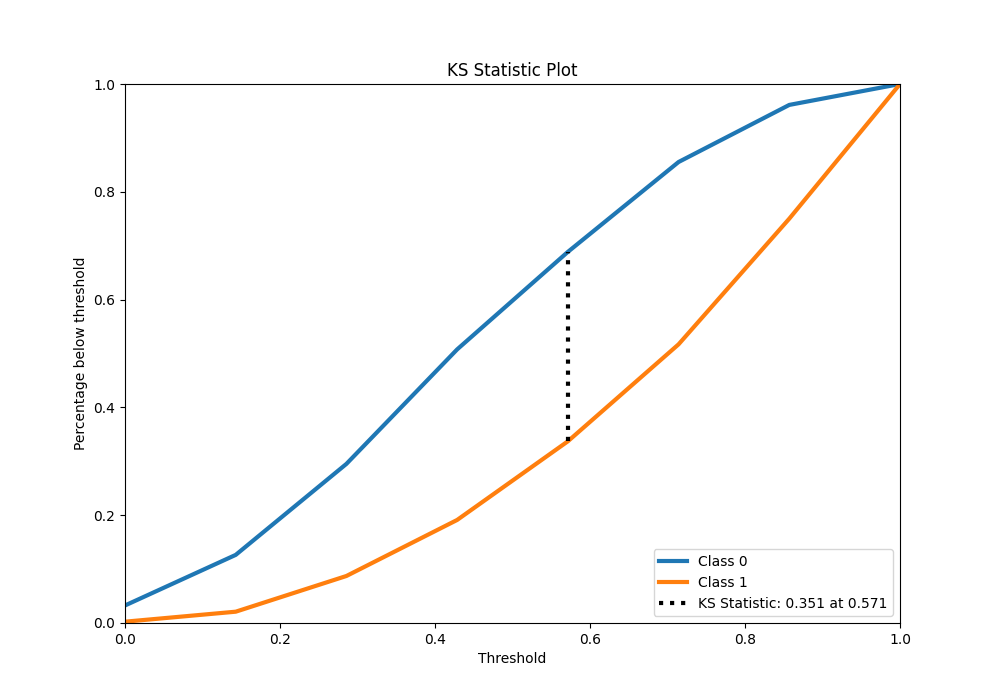 KS Statistic Plot
Percentage below threshold
1.0
0.8
0.6
0.4
0.2
0.0
0.0 0.2 0.4 0.6 0.8 1.0
Threshold
Class 0
Class 1
KS Statistic: 0.351 at 0.571